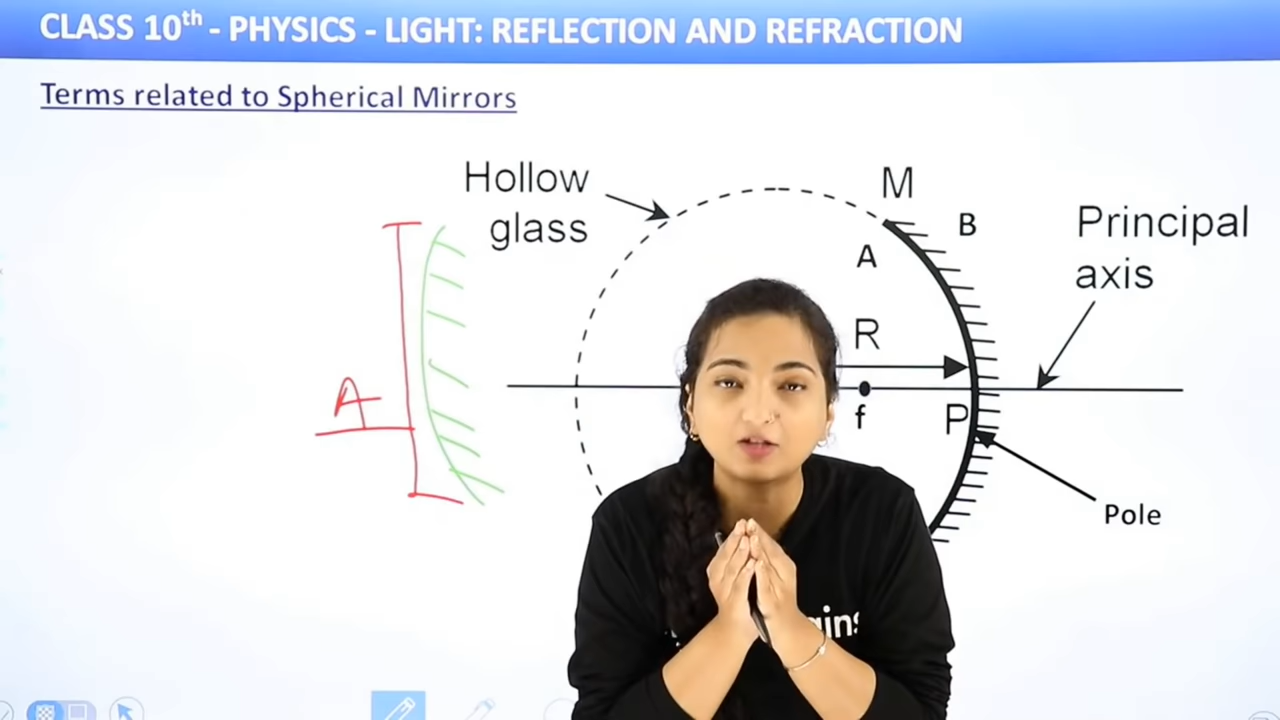 CLASS 10th - PHYSICS - LIGHT: REFLECTION AND REFRACTION
Terms related to Spherical Mirrors
Hollow
glass
M
B
A
Principal
axis
R
A
f
P
Pole